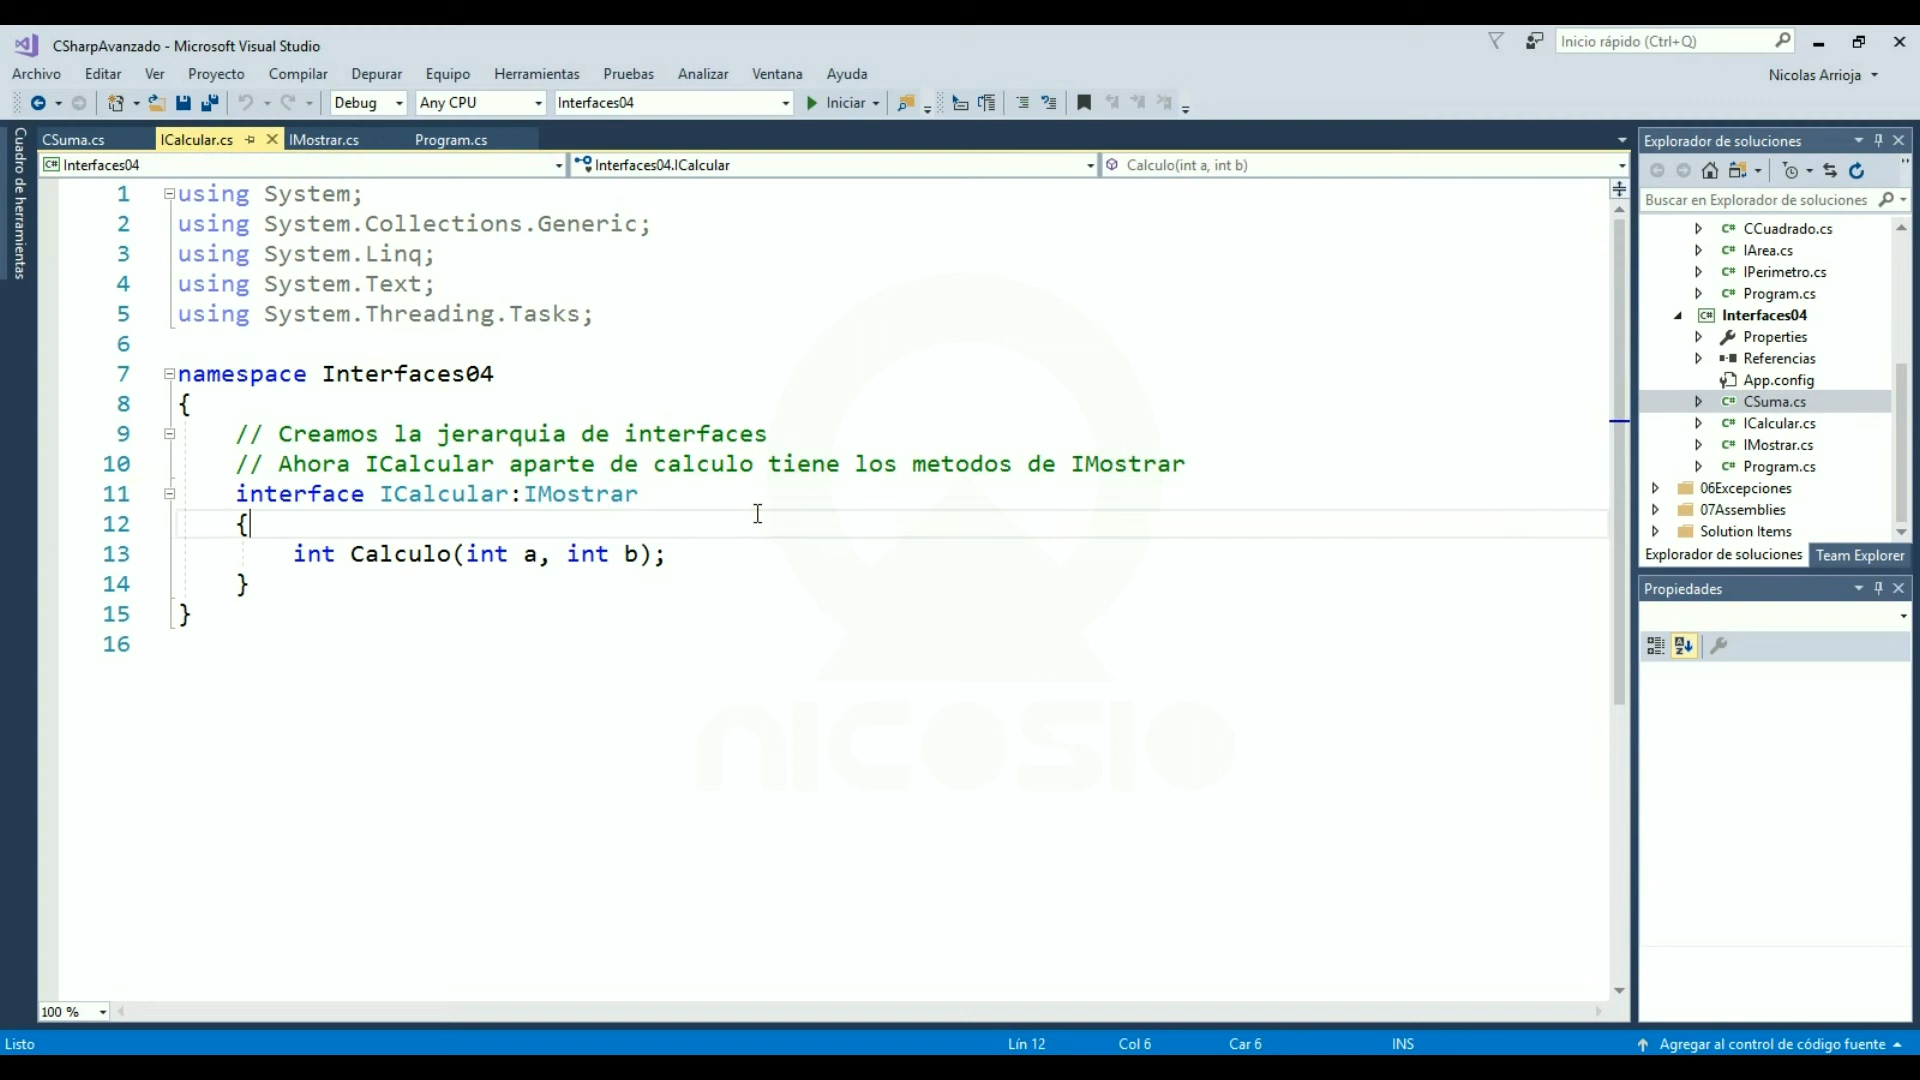 CSharpAvanzado - Microsoft Visual Studio
Inicio rápido (Ctrl+Q)
Archivo Editar Ver Proyecto Compilar Depurar Equipo Herramientas Pruebas Analizar Ventana Ayuda
Nicolas Arrioja
Debug Any CPU Interfaces04 Iniciar
Cuadro de herramientas
CSuma.cs ICalcular.cs IMostrar.cs Program.cs
Interfaces04 Interfaces04.ICalcular Calculo(int a, int b)
1 using System;
2 using System.Collections.Generic;
3 using System.Linq;
4 using System.Text;
5 using System.Threading.Tasks;
6
7 namespace Interfaces04
8 {
9 // Creamos la jerarquia de interfaces
10 // Ahora ICalcular aparte de calculo tiene los metodos de IMostrar
11 interface ICalcular:IMostrar
12 {
13 int Calculo(int a, int b);
14 }
15 }
16
NICOSIO
100 %
Explorador de soluciones
Buscar en Explorador de soluciones
C# CCuadrado.cs
C# IArea.cs
C# IPerimetro.cs
C# Program.cs
C# Interfaces04
Properties
Referencias
App.config
C# CSuma.cs
C# ICalcular.cs
C# IMostrar.cs
C# Program.cs
06Excepciones
07Assemblies
Solution Items
Explorador de soluciones Team Explorer
Propiedades
Listo Lín 12 Col 6 Car 6 INS Agregar al control de código fuente